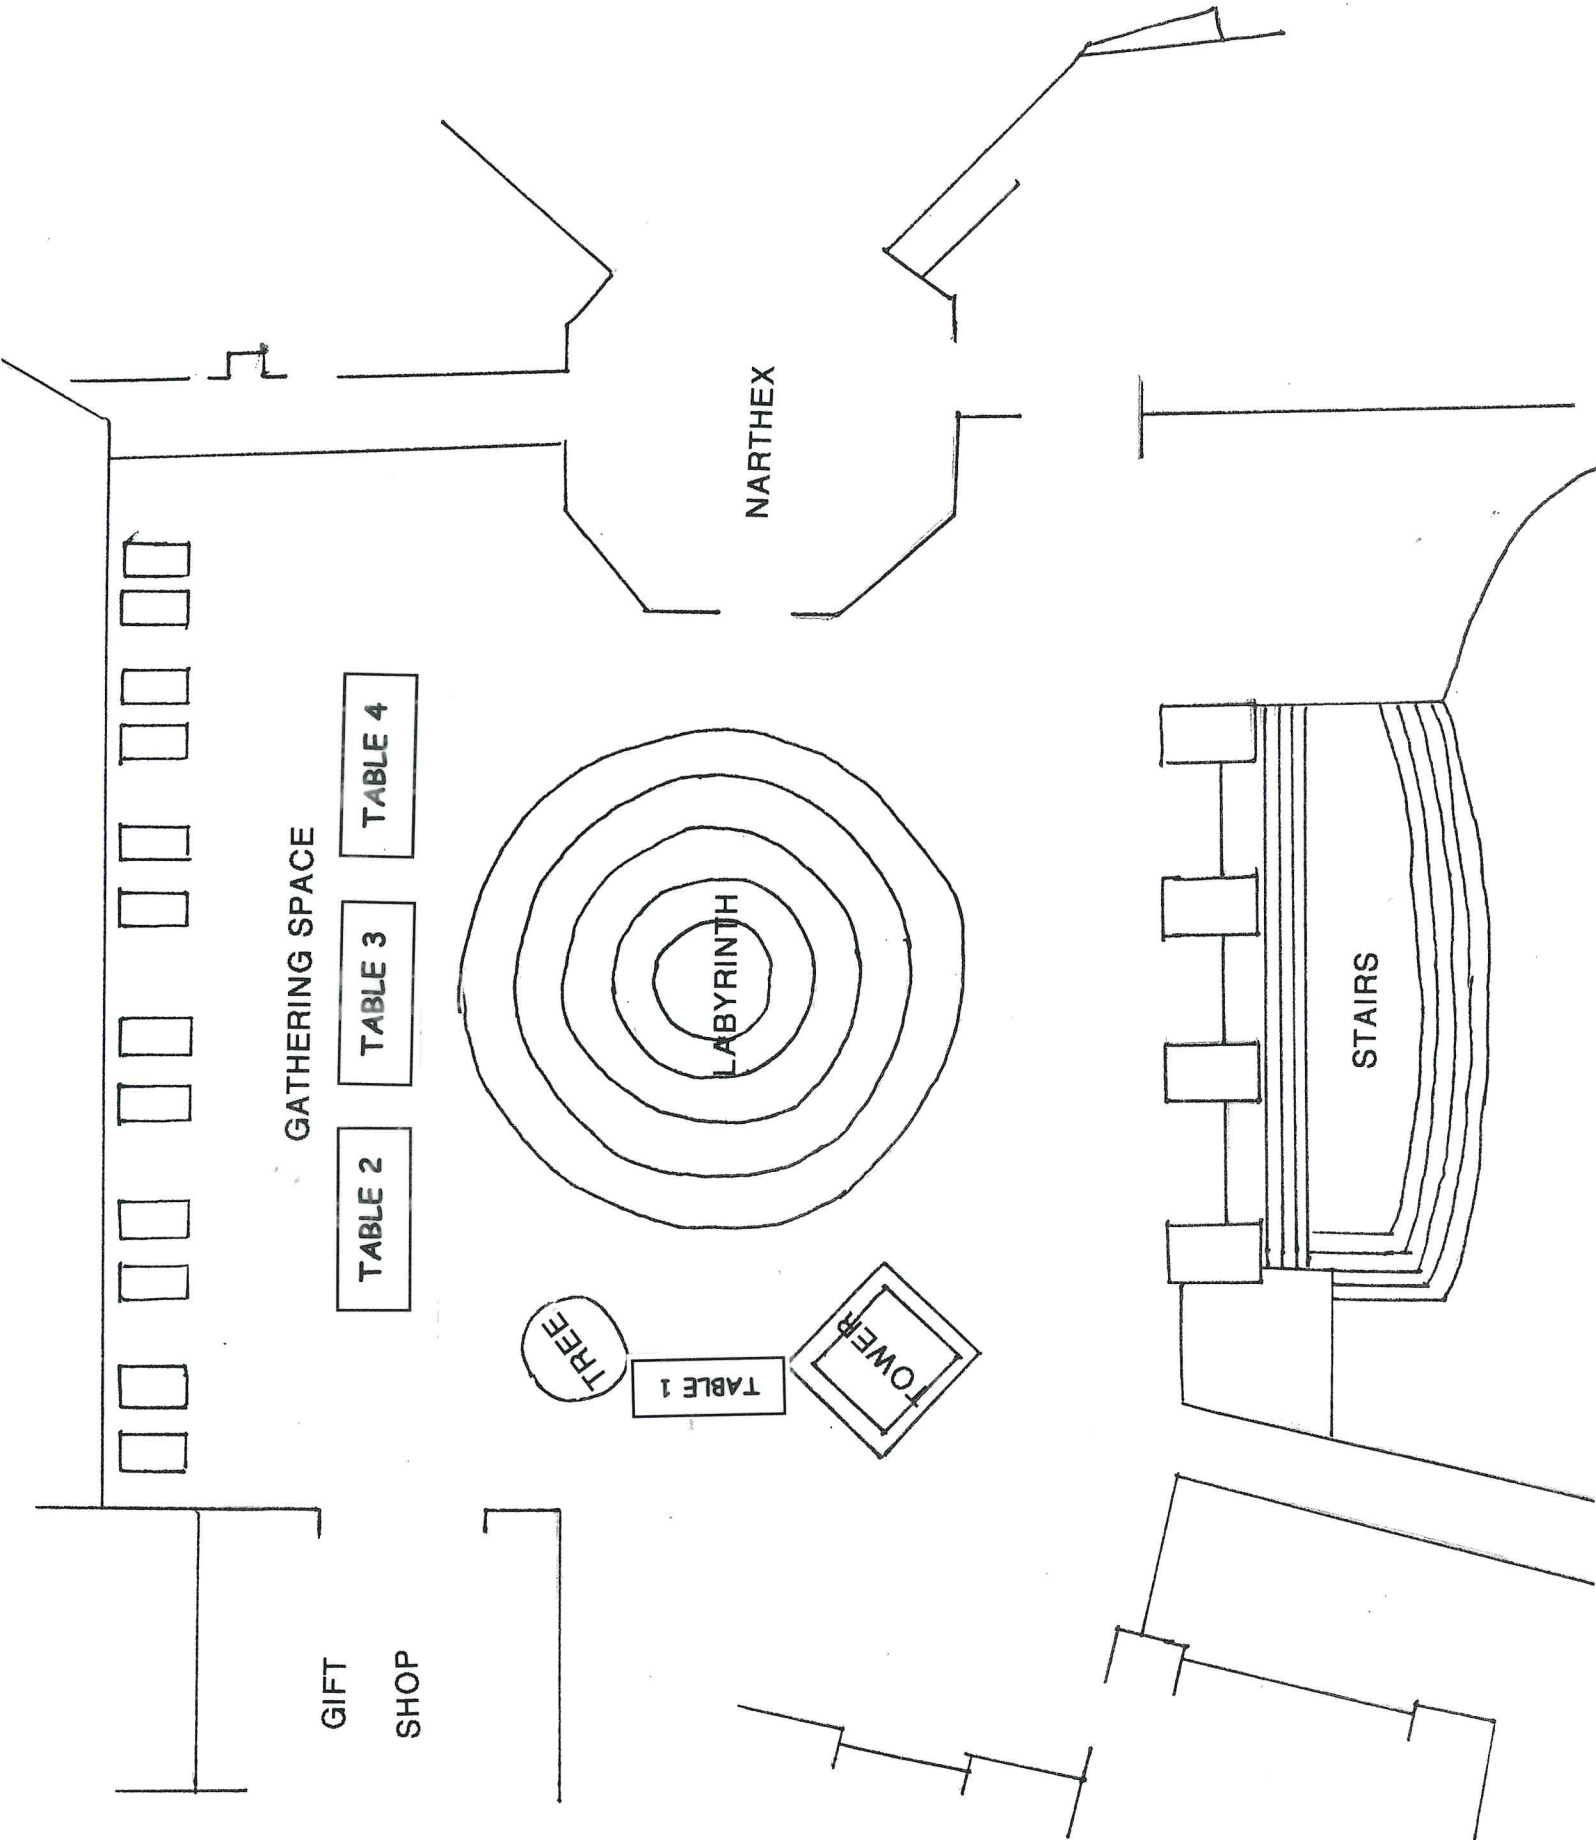 GATHERING SPACE
TABLE 2
TABLE 3
TABLE 4
GIFT
SHOP
TREE
TABLE 1
LABYRINTH
NARTHEX
TOWER
STAIRS